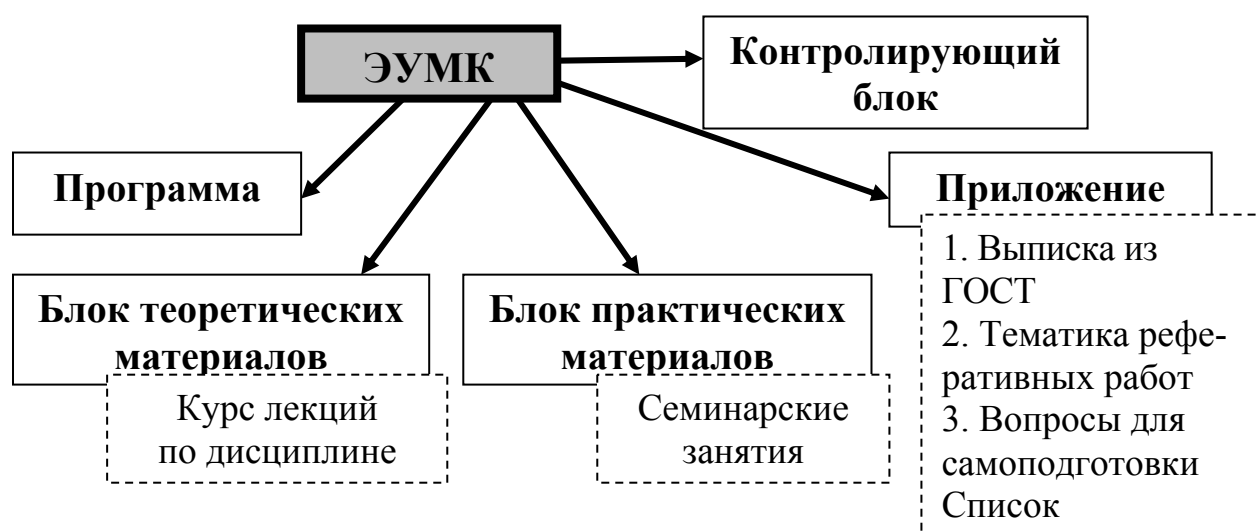 ЭУМК
Контролирующий
блок
Программа
Приложение
1. Выписка из
ГОСТ
2. Тематика рефе-
ративных работ
3. Вопросы для
самоподготовки
Список
Блок теоретических
материалов
Курс лекций
по дисциплине
Блок практических
материалов
Семинарские
занятия